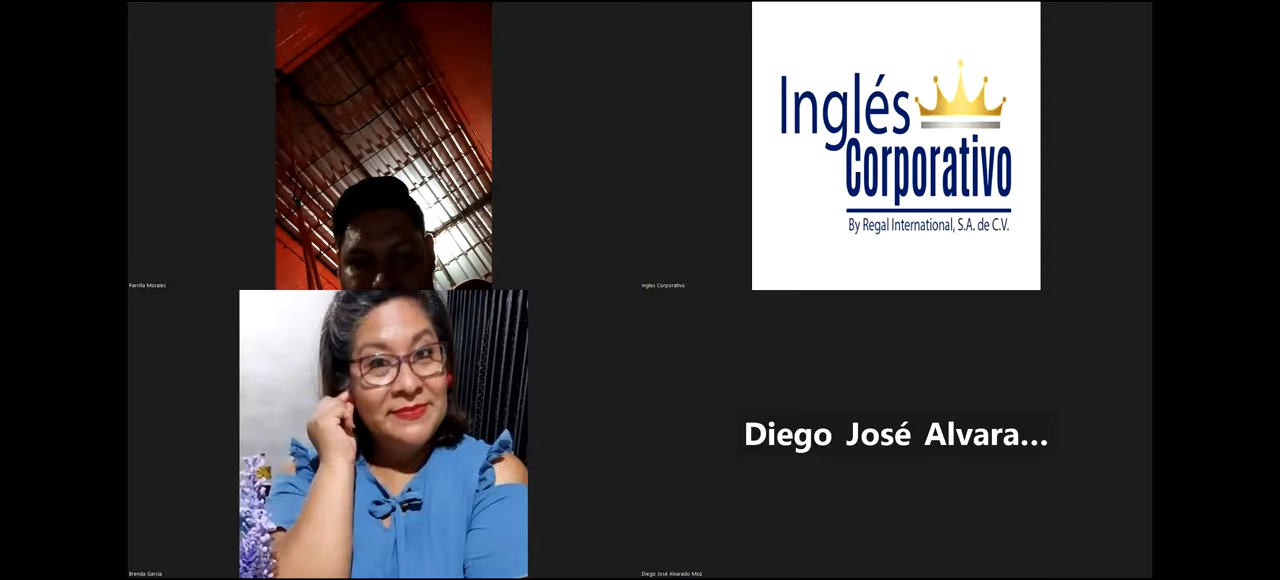 Inglés
Corporativo
By Regal International, S.A. de C.V.
Parrilla Morales
Ingles Corporativo
Diego José Alvara...
Brenda Garcia
Diego José Alvarado Moz